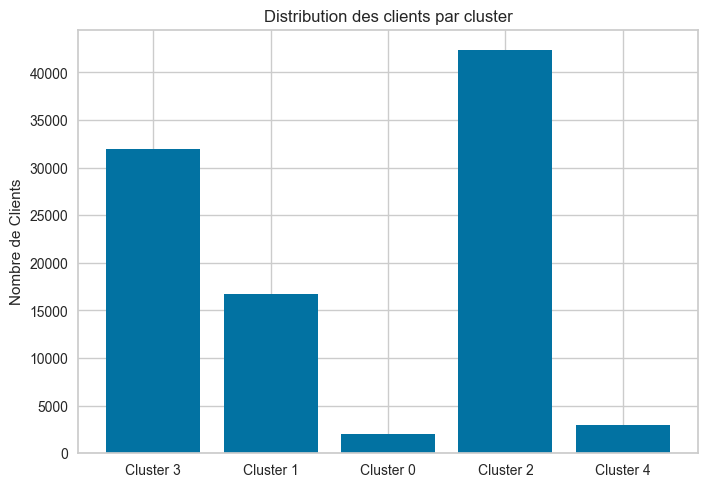 Distribution des clients par cluster
Nombre de Clients
40000
35000
30000
25000
20000
15000
10000
5000
0
Cluster 3
Cluster 1
Cluster 0
Cluster 2
Cluster 4